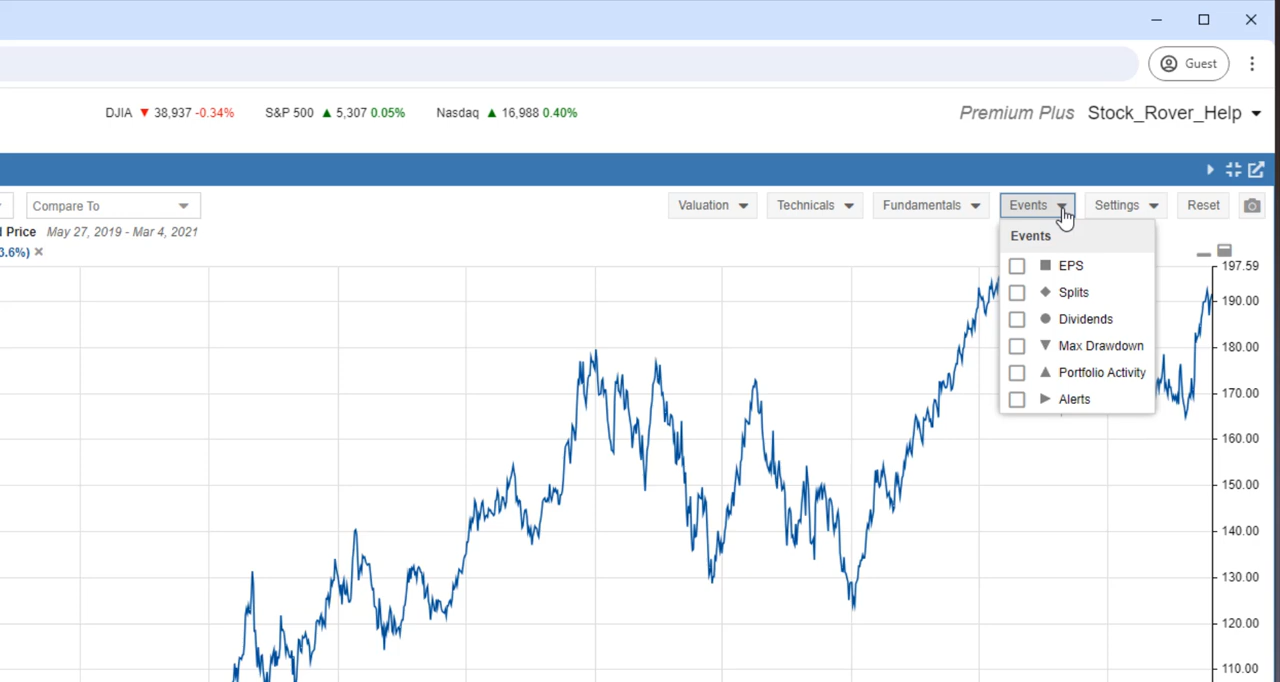 Guest
DJIA ▼ 38,937 -0.34% S&P 500 ▲ 5,307 0.05% Nasdaq ▲ 16,988 0.40% Premium Plus Stock_Rover_Help
Compare To Valuation Technicals Fundamentals Events Settings Reset
Price May 27, 2019 - Mar 4, 2021
3.6%)
Events
EPS
Splits
Dividends
Max Drawdown
Portfolio Activity
Alerts
197.59
190.00
180.00
170.00
160.00
150.00
140.00
130.00
120.00
110.00